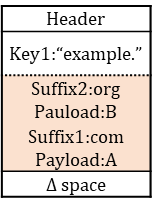 Header
Key1:“example.”
Suffix2:org
Pauload:B
Suffix1:com
Payload:A
Δ space